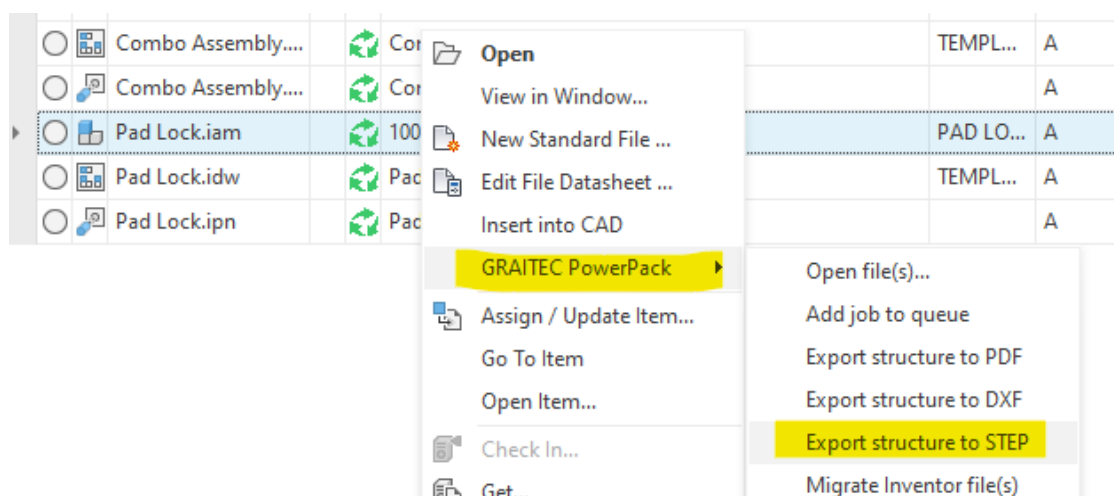 Combo Assembly.... Cor TEMPL... A
Open
Combo Assembly.... Cor A
View in Window...
Pad Lock.iam 100 PAD LO... A
New Standard File ...
Pad Lock.idw Pad TEMPL... A
Edit File Datasheet ...
Pad Lock.ipn Pad A
Insert into CAD
GRAITEC PowerPack
Open file(s)...
Assign / Update Item...
Add job to queue
Go To Item
Export structure to PDF
Open Item...
Export structure to DXF
Check In...
Export structure to STEP
Get...
Migrate Inventor file(s)